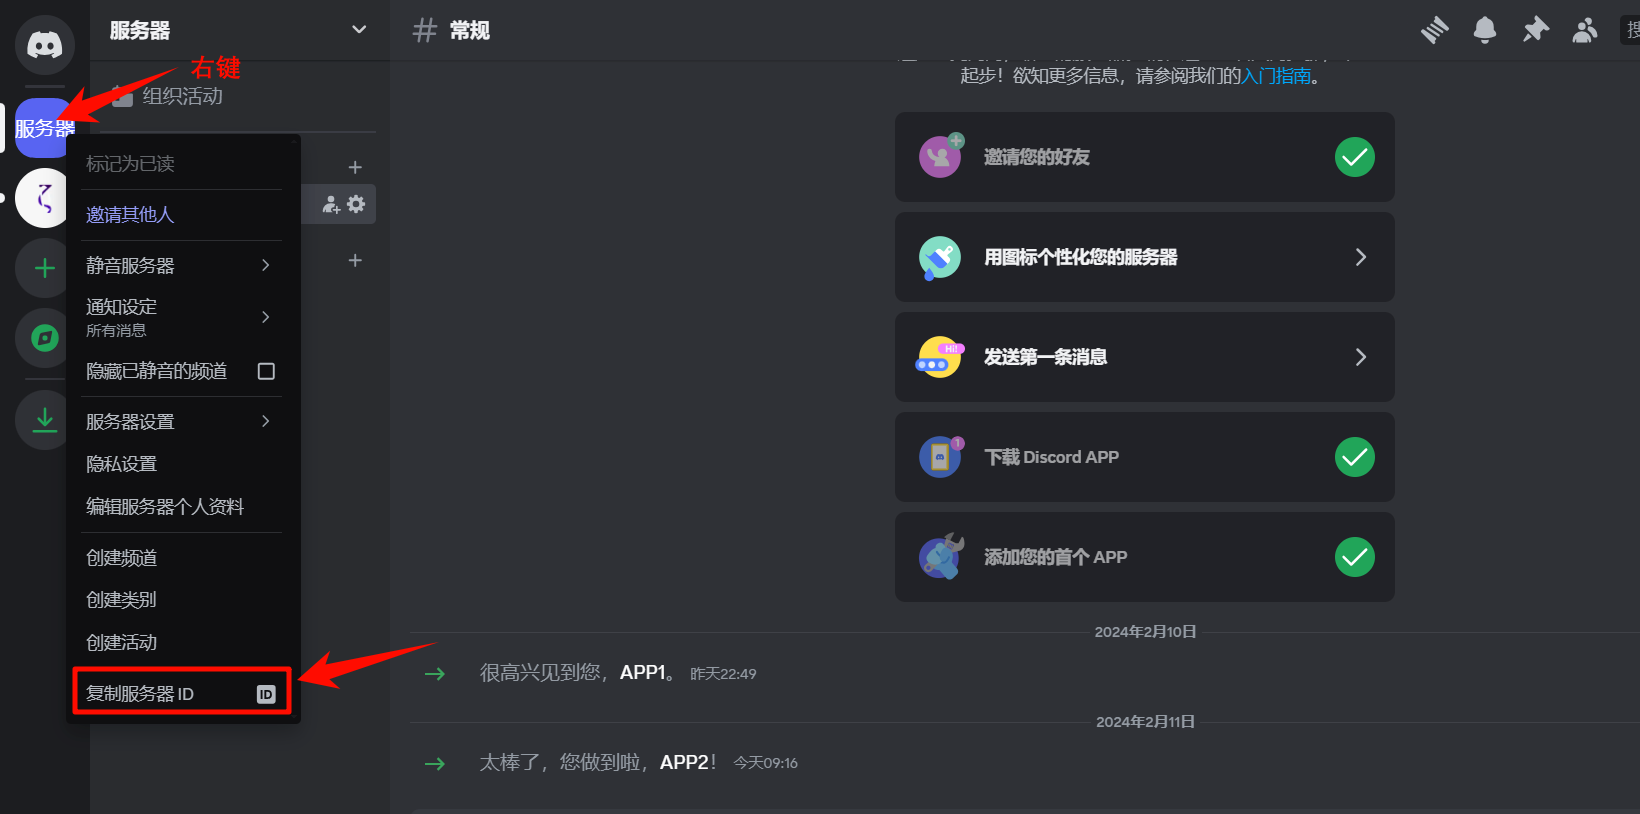 服务器
右键
组织活动
服务器
标记为已读
邀请其他人
静音服务器
通知设定
所有消息
隐藏已静音的频道
服务器设置
隐私设置
编辑服务器个人资料
创建频道
创建类别
创建活动
复制服务器 ID
ID
常规
搜
起步！欲知更多信息，请参阅我们的入门指南。
邀请您的好友
用图标个性化您的服务器
Hi!
发送第一条消息
1
下载 Discord APP
添加您的首个 APP
2024年2月10日
很高兴见到您，APP1。 昨天22:49
2024年2月11日
太棒了，您做到啦，APP2！ 今天09:16